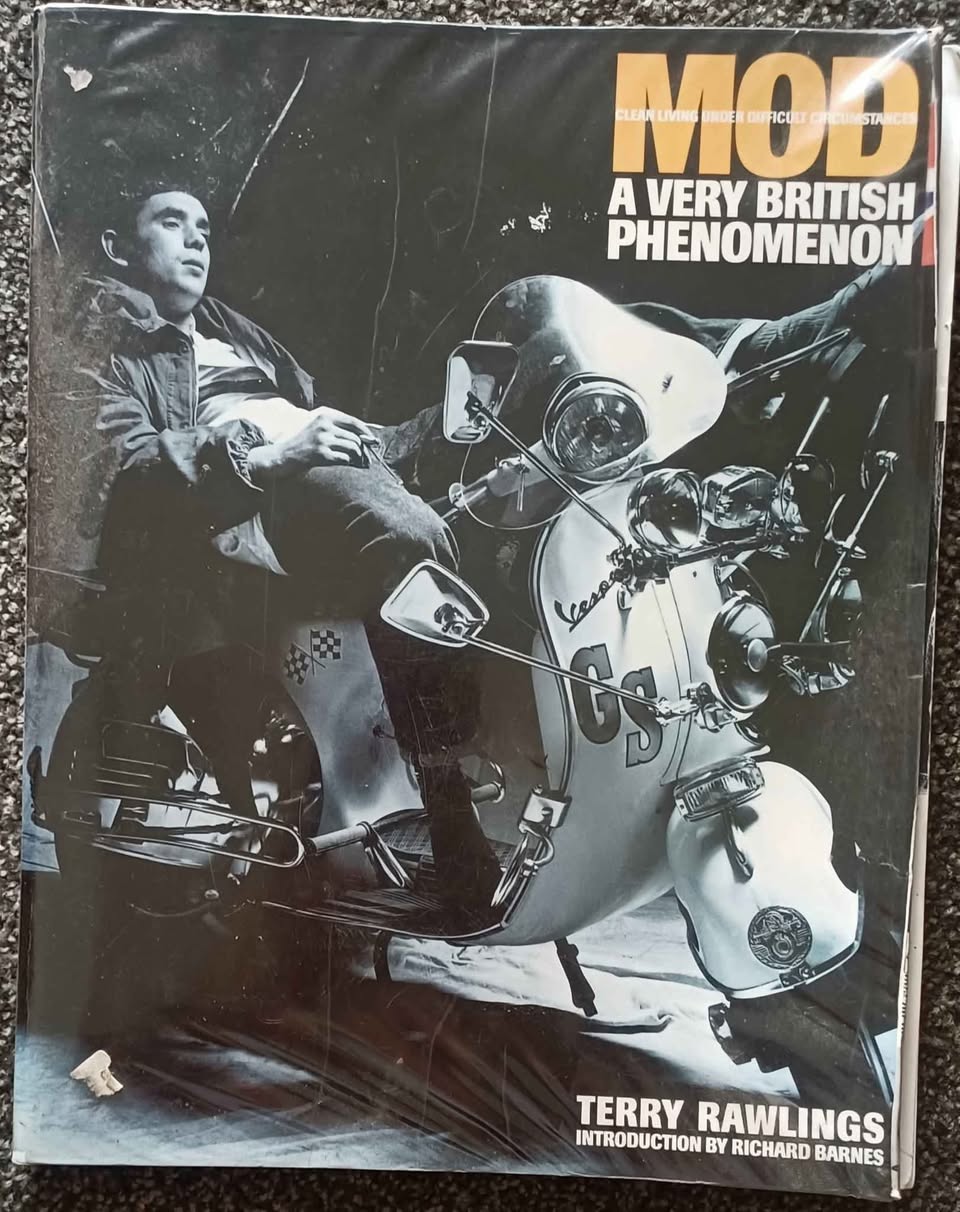 MOD
CLEAN LIVING UNDER DIFFICULT CIRCUMSTANCES
A VERY BRITISH
PHENOMENON
Vespa
GS
TERRY RAWLINGS
INTRODUCTION BY RICHARD BARNES